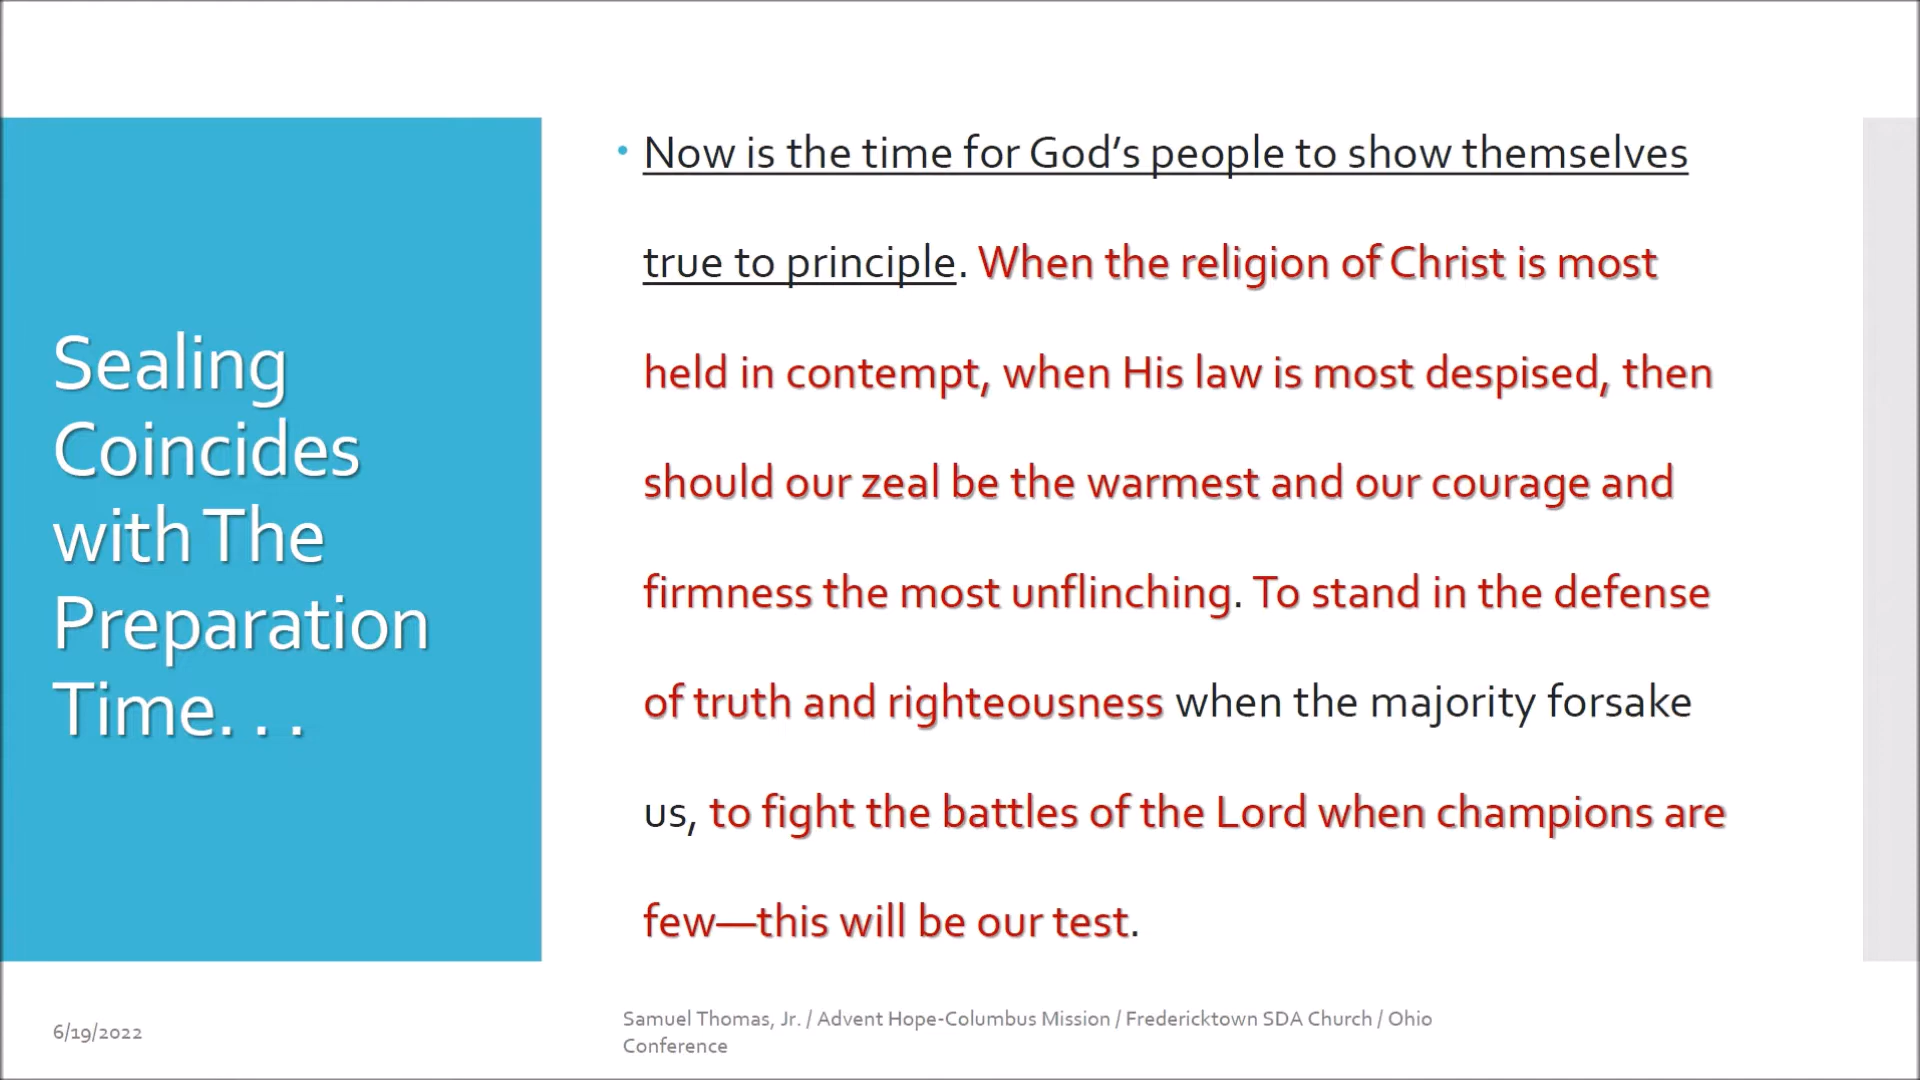 Sealing
Coincides
with The
Preparation
Time. . .
• Now is the time for God’s people to show themselves
true to principle. When the religion of Christ is most
held in contempt, when His law is most despised, then
should our zeal be the warmest and our courage and
firmness the most unflinching. To stand in the defense
of truth and righteousness when the majority forsake
us, to fight the battles of the Lord when champions are
few—this will be our test.
6/19/2022
Samuel Thomas, Jr. / Advent Hope-Columbus Mission / Fredericktown SDA Church / Ohio
Conference